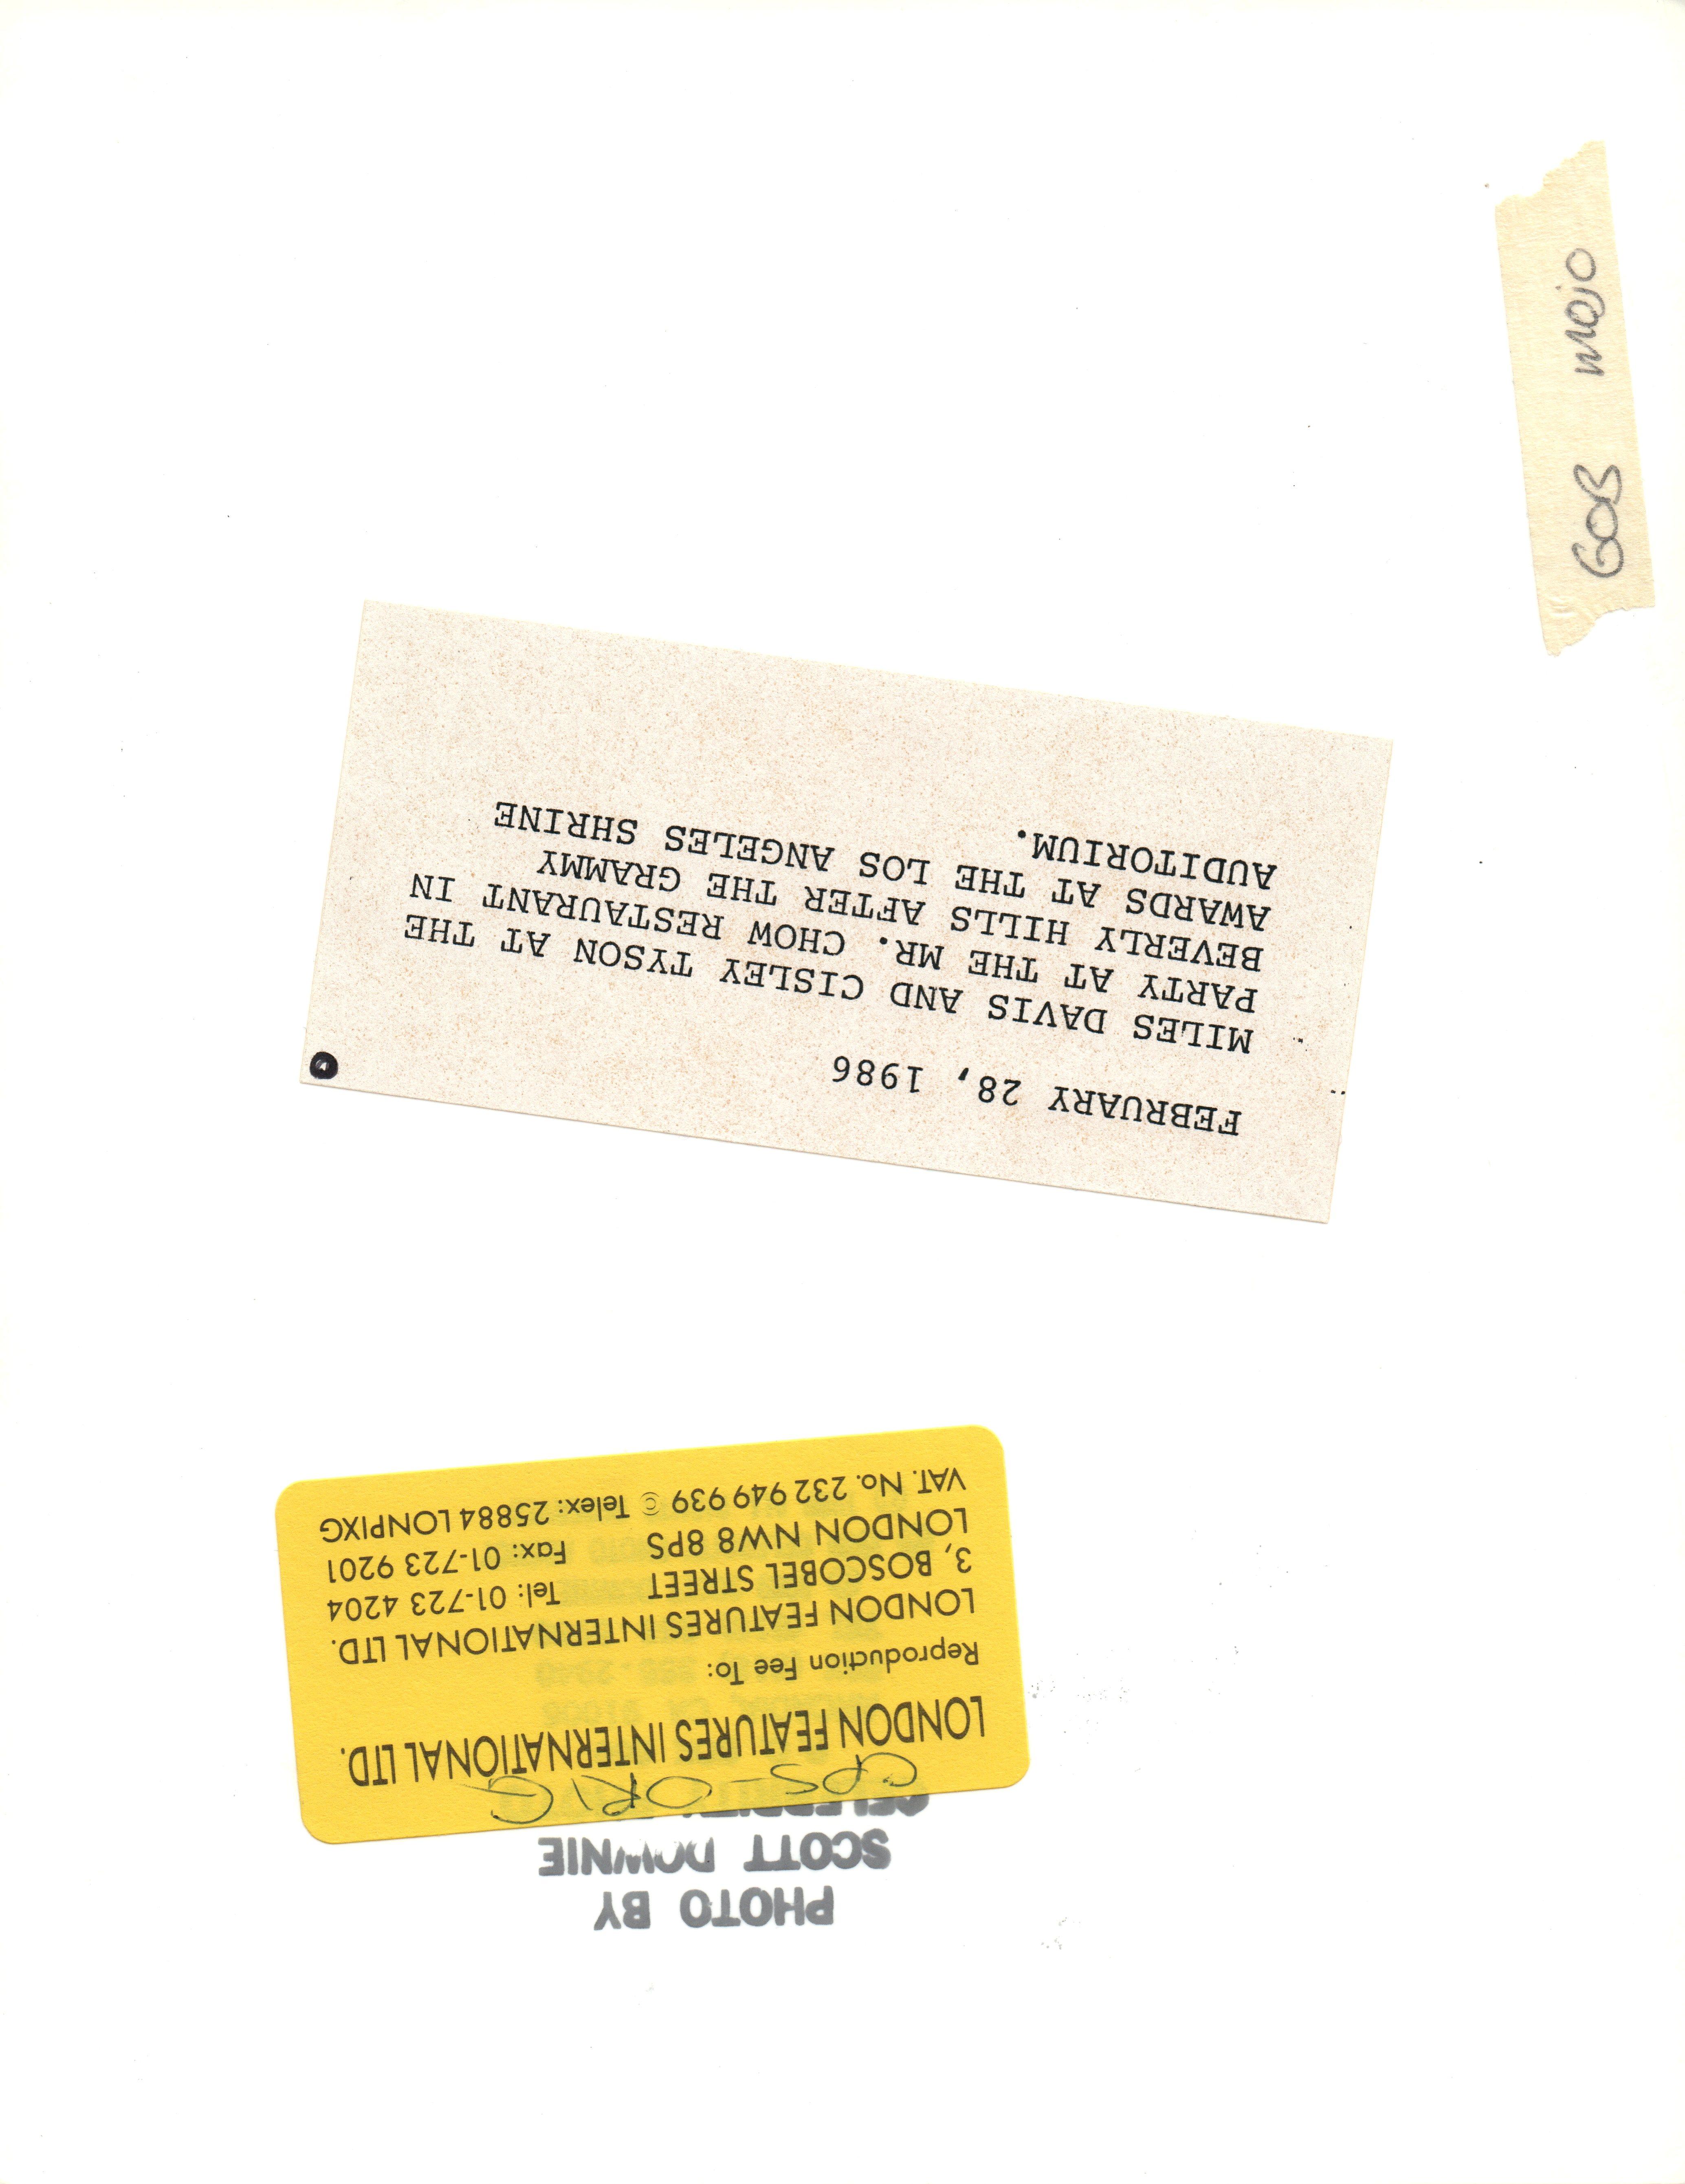 PHOTO BY
SCOTT DOWNIE
CPS-ORIG
LONDON FEATURES INTERNATIONAL LTD.
Reproduction Fee To:
LONDON FEATURES INTERNATIONAL LTD.
3, BOSCOBEL STREET Tel: 01-723 4204
LONDON NW8 8PS Fax: 01-723 9201
VAT. No. 232 949 939 © Telex: 25884 LONPIXG
FEBRUARY 28, 1986
MILES DAVIS AND CISLEY TYSON AT THE
PARTY AT THE MR. CHOW RESTAURANT IN
BEVERLY HILLS AFTER THE GRAMMY
AWARDS AT THE LOS ANGELES SHRINE
AUDITORIUM.
GOB MOJO